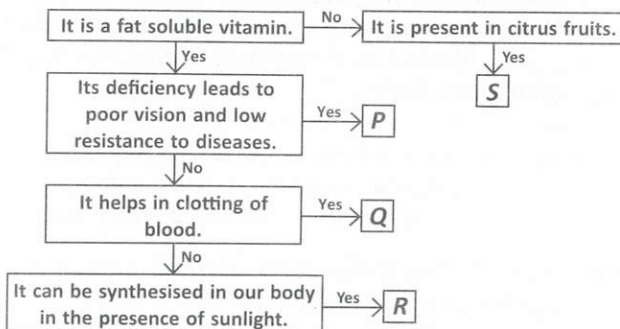 It is a fat soluble vitamin.
No
It is present in citrus fruits.
Yes
Yes
S
Its deficiency leads to
poor vision and low
resistance to diseases.
Yes
P
No
It helps in clotting of
blood.
Yes
Q
No
It can be synthesised in our body
in the presence of sunlight.
Yes
R